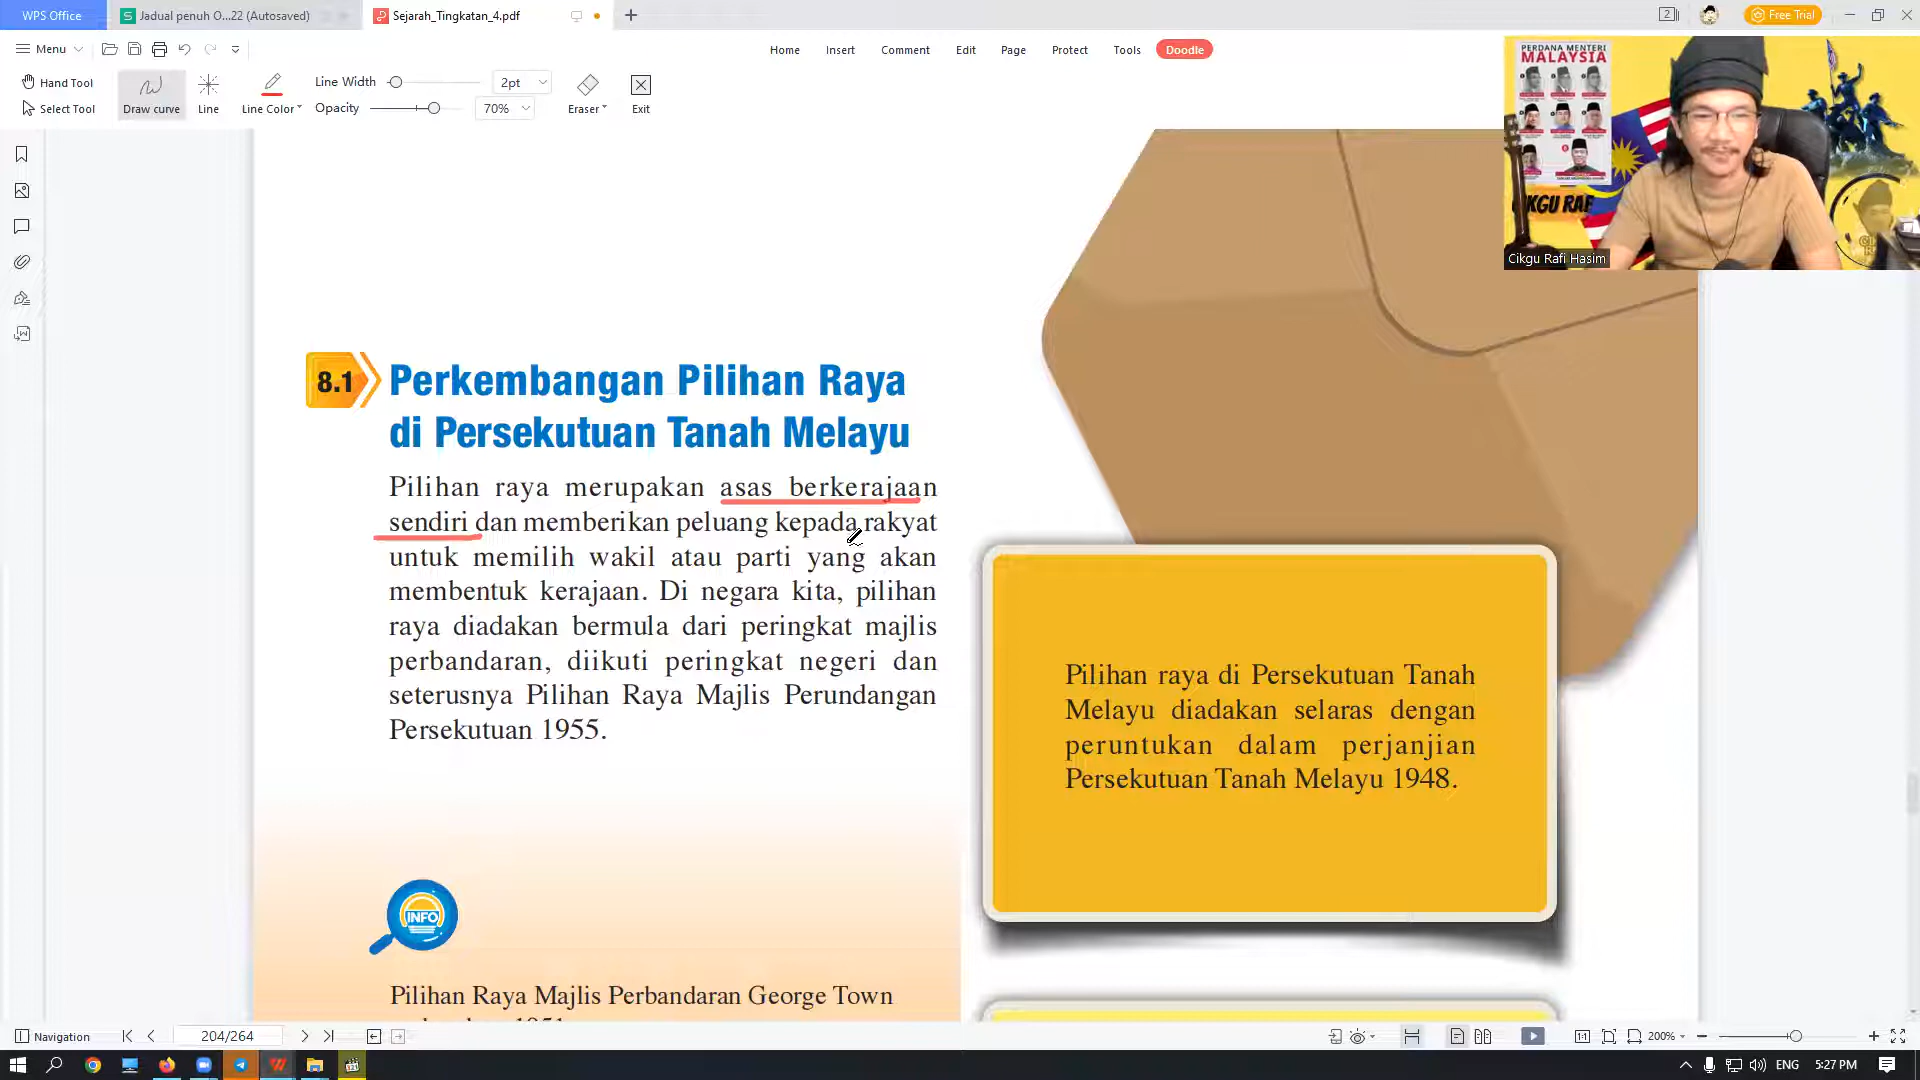 WPS Office
Jadual penuh O...22 (Autosaved)
Sejarah_Tingkatan_4.pdf
2
Free Trial
Menu
Home
Insert
Comment
Edit
Page
Protect
Tools
Doodle
Hand Tool
Select Tool
Draw curve
Line
Line Color
Line Width
2pt
Opacity
70%
Eraser
Exit
PERDANA MENTERI
MALAYSIA
Cikgu Rafi Hasim
8.1
Perkembangan Pilihan Raya
di Persekutuan Tanah Melayu
Pilihan raya merupakan asas berkerajaan
sendiri dan memberikan peluang kepada rakyat
untuk memilih wakil atau parti yang akan
membentuk kerajaan. Di negara kita, pilihan
raya diadakan bermula dari peringkat majlis
perbandaran, diikuti peringkat negeri dan
seterusnya Pilihan Raya Majlis Perundangan
Persekutuan 1955.
Pilihan raya di Persekutuan Tanah
Melayu diadakan selaras dengan
peruntukan dalam perjanjian
Persekutuan Tanah Melayu 1948.
INFO
Pilihan Raya Majlis Perbandaran George Town
Navigation
204/264
1:1
200%
ENG
5:27 PM